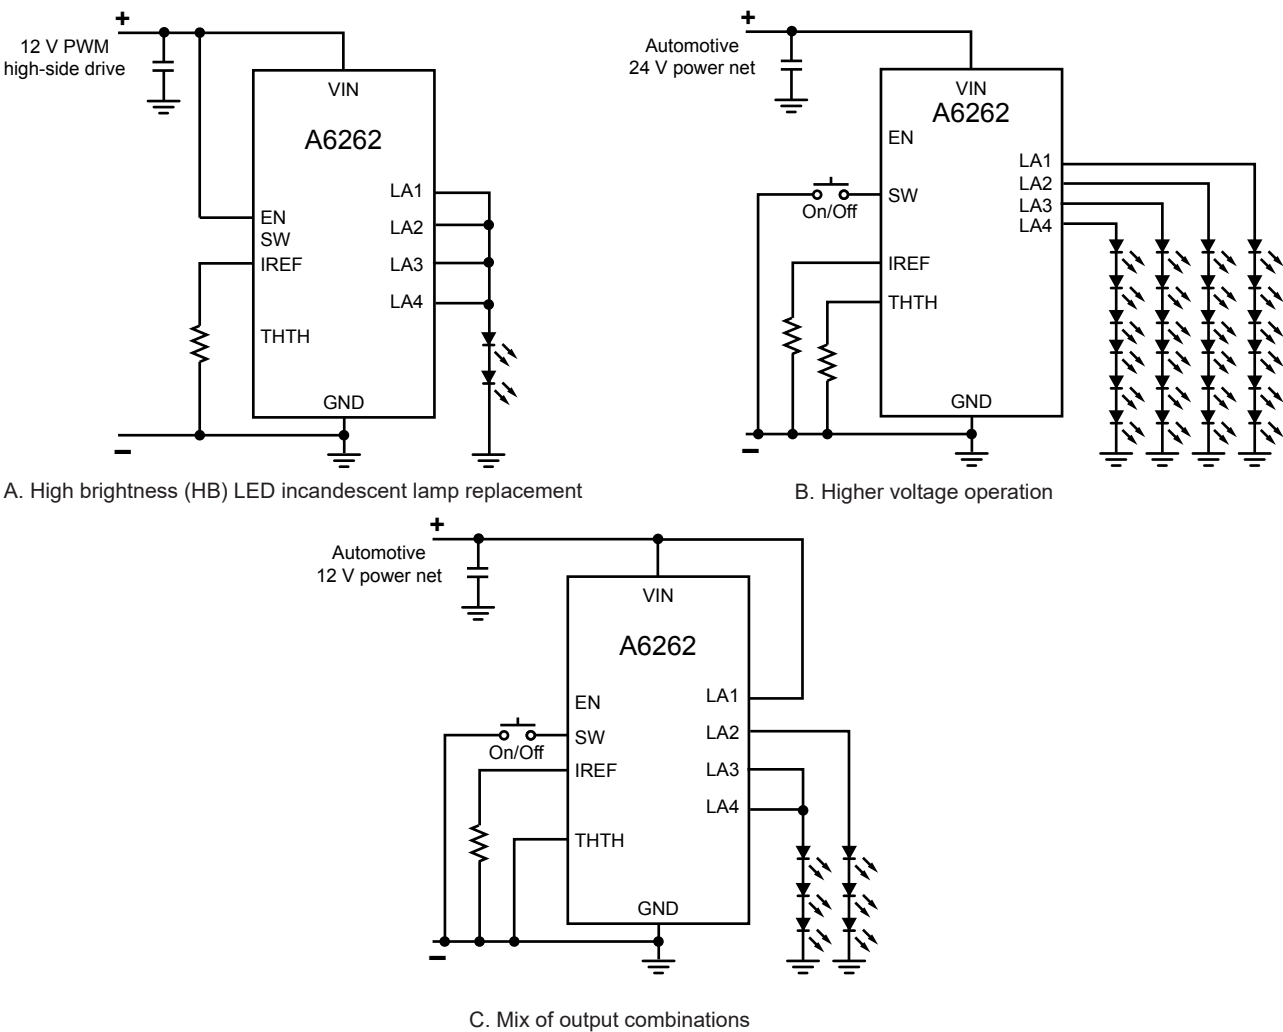 +
12 V PWM
high-side drive
VIN
A6262
LA1
LA2
LA3
LA4
EN
SW
IREF
THTH
GND
–
A. High brightness (HB) LED incandescent lamp replacement
+
Automotive
24 V power net
VIN
A6262
EN
LA1
LA2
LA3
LA4
SW
On/Off
IREF
THTH
GND
–
B. Higher voltage operation
+
Automotive
12 V power net
VIN
A6262
EN
LA1
LA2
LA3
LA4
SW
On/Off
IREF
THTH
GND
–
C. Mix of output combinations